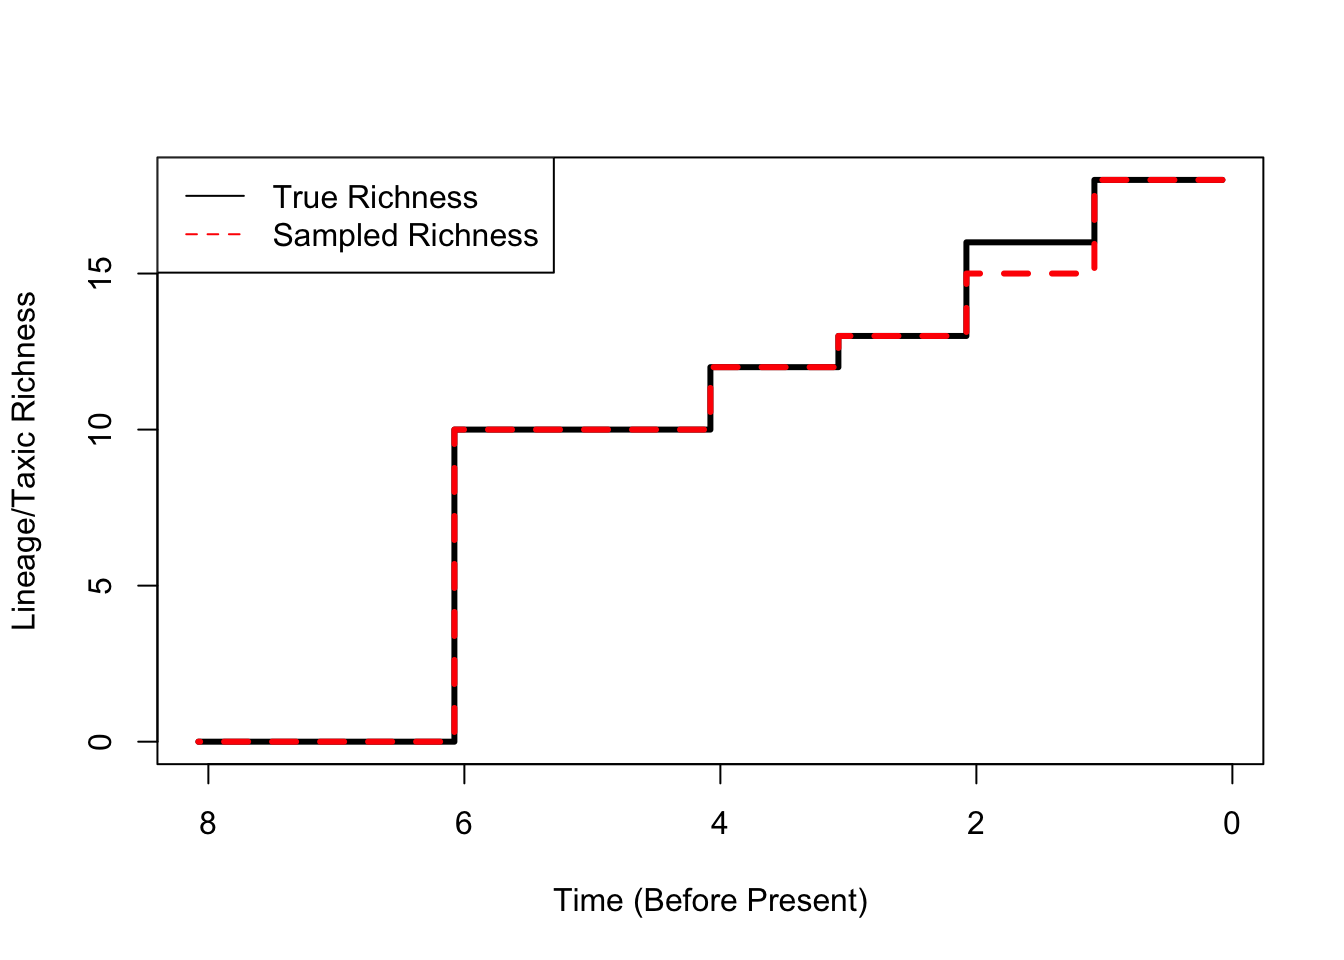 True Richness
Sampled Richness
Lineage/Taxic Richness
15
10
5
0
8 6 4 2 0
Time (Before Present)